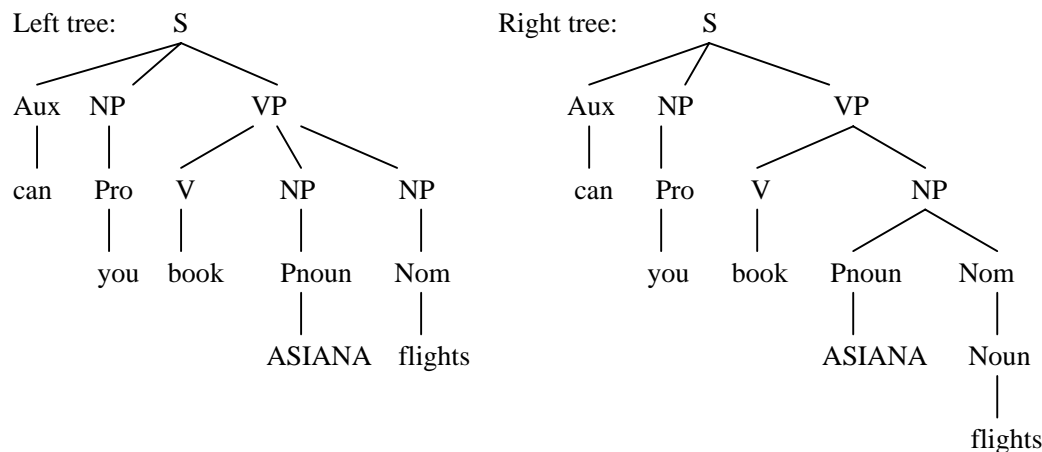 Left tree: S Right tree: S
Aux NP VP Aux NP VP
can Pro V NP NP can Pro V NP
you book Pnoun Nom you book Pnoun Nom
ASIANA flights ASIANA Noun
flights